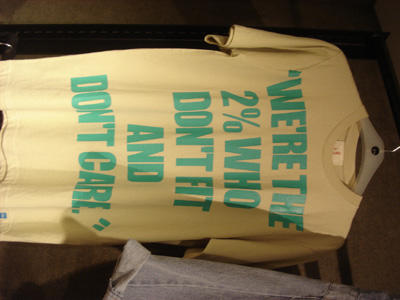 "WE'RE THE
2% WHO
DON'T FIT
AND
DON'T CARE."